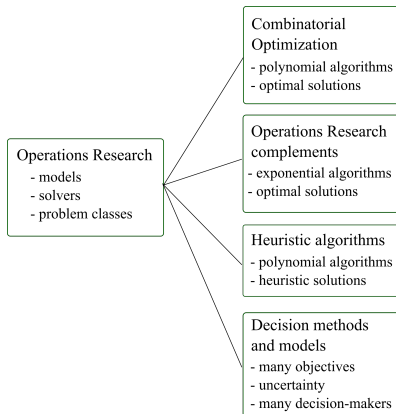 Operations Research
- models
- solvers
- problem classes
Combinatorial
Optimization
- polynomial algorithms
- optimal solutions
Operations Research
complements
- exponential algorithms
- optimal solutions
Heuristic algorithms
- polynomial algorithms
- heuristic solutions
Decision methods
and models
- many objectives
- uncertainty
- many decision-makers